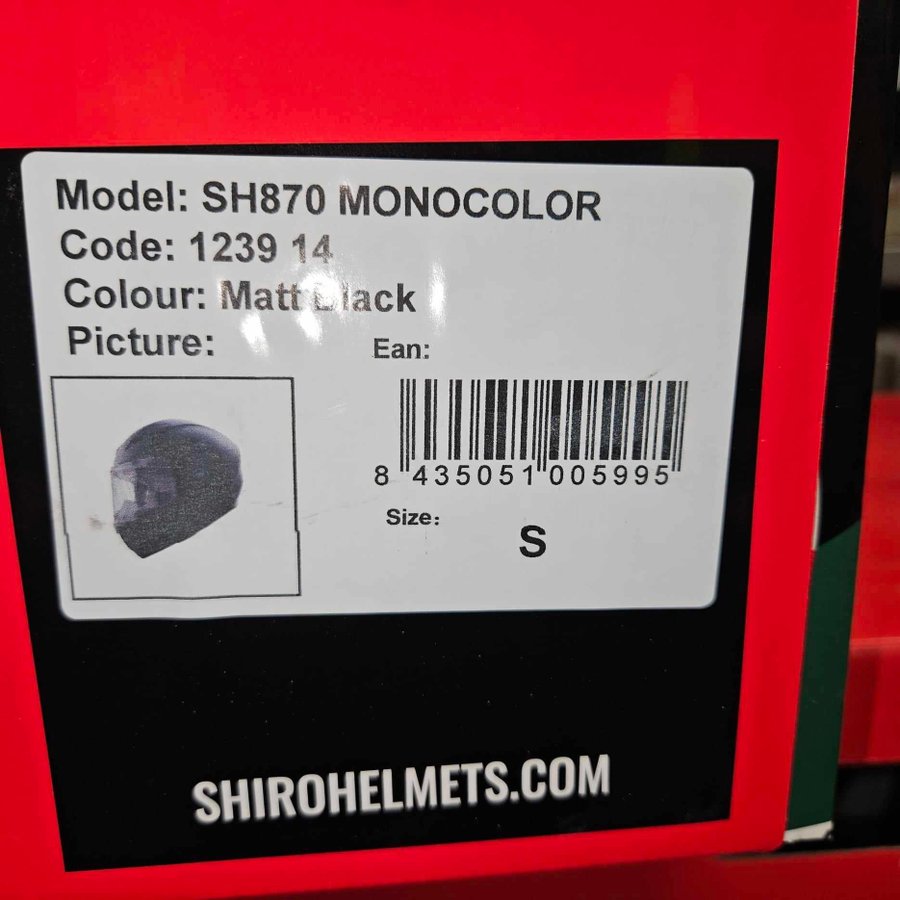 Model: SH870 MONOCOLOR
Code: 1239 14
Colour: Matt Black
Picture:
Ean:
8 435051 005995
Size:
S
SHIROHELMETS.COM